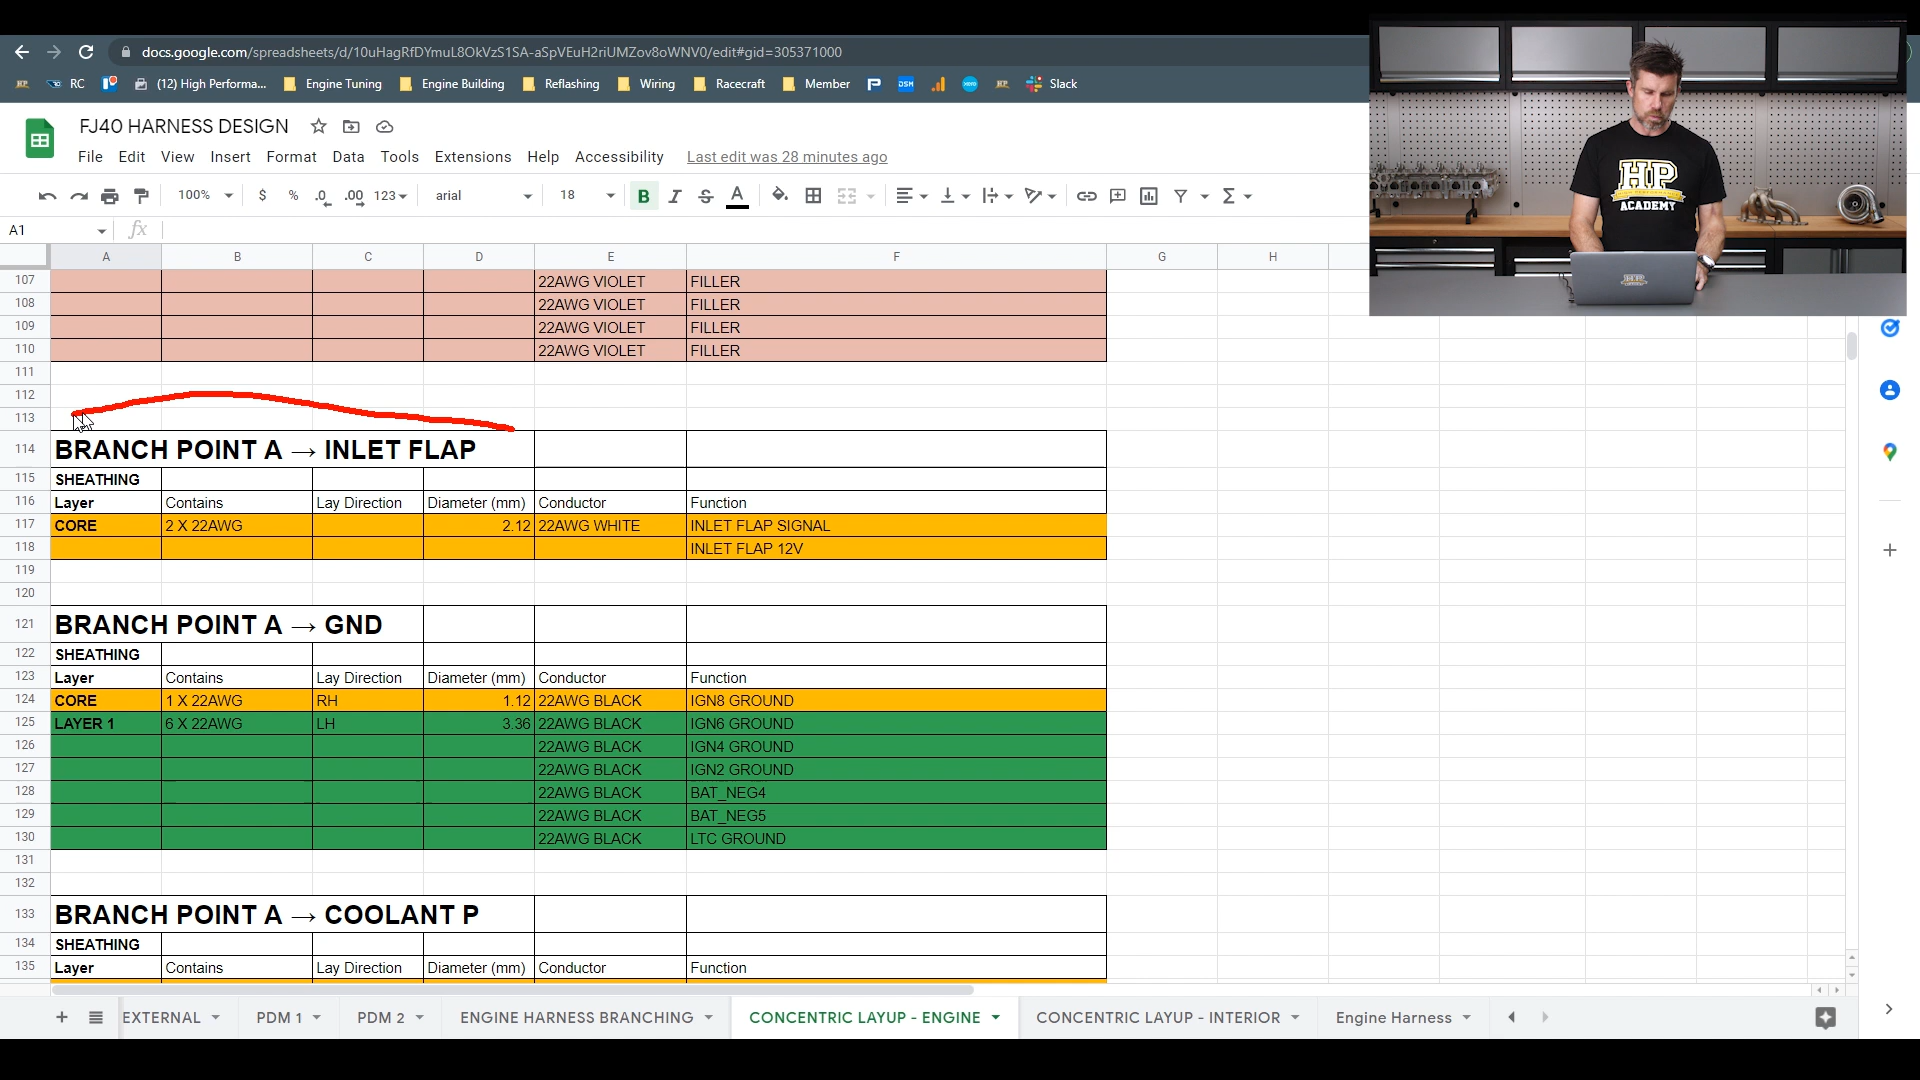 docs.google.com/spreadsheets/d/10uHagRfDYmuL8OkVzS1SA-aSpVEuH2riUMZov8oWNV0/edit#gid=305371000
RC (12) High Performa... Engine Tuning Engine Building Reflashing Wiring Racecraft Member DSM xero Slack
FJ40 HARNESS DESIGN
File Edit View Insert Format Data Tools Extensions Help Accessibility Last edit was 28 minutes ago
100% $ % .0 .00 123 arial 18 B I S A
A1 fx
A B C D E F G H
107 22AWG VIOLET FILLER
108 22AWG VIOLET FILLER
109 22AWG VIOLET FILLER
110 22AWG VIOLET FILLER
111
112
113
114 BRANCH POINT A → INLET FLAP
115 SHEATHING
116 Layer Contains Lay Direction Diameter (mm) Conductor Function
117 CORE 2 X 22AWG 2.12 22AWG WHITE INLET FLAP SIGNAL
118 INLET FLAP 12V
119
120
121 BRANCH POINT A → GND
122 SHEATHING
123 Layer Contains Lay Direction Diameter (mm) Conductor Function
124 CORE 1 X 22AWG RH 1.12 22AWG BLACK IGN8 GROUND
125 LAYER 1 6 X 22AWG LH 3.36 22AWG BLACK IGN6 GROUND
126 22AWG BLACK IGN4 GROUND
127 22AWG BLACK IGN2 GROUND
128 22AWG BLACK BAT_NEG4
129 22AWG BLACK BAT_NEG5
130 22AWG BLACK LTC GROUND
131
132
133 BRANCH POINT A → COOLANT P
134 SHEATHING
135 Layer Contains Lay Direction Diameter (mm) Conductor Function
EXTERNAL PDM 1 PDM 2 ENGINE HARNESS BRANCHING CONCENTRIC LAYUP - ENGINE CONCENTRIC LAYUP - INTERIOR Engine Harness
HP
ACADEMY